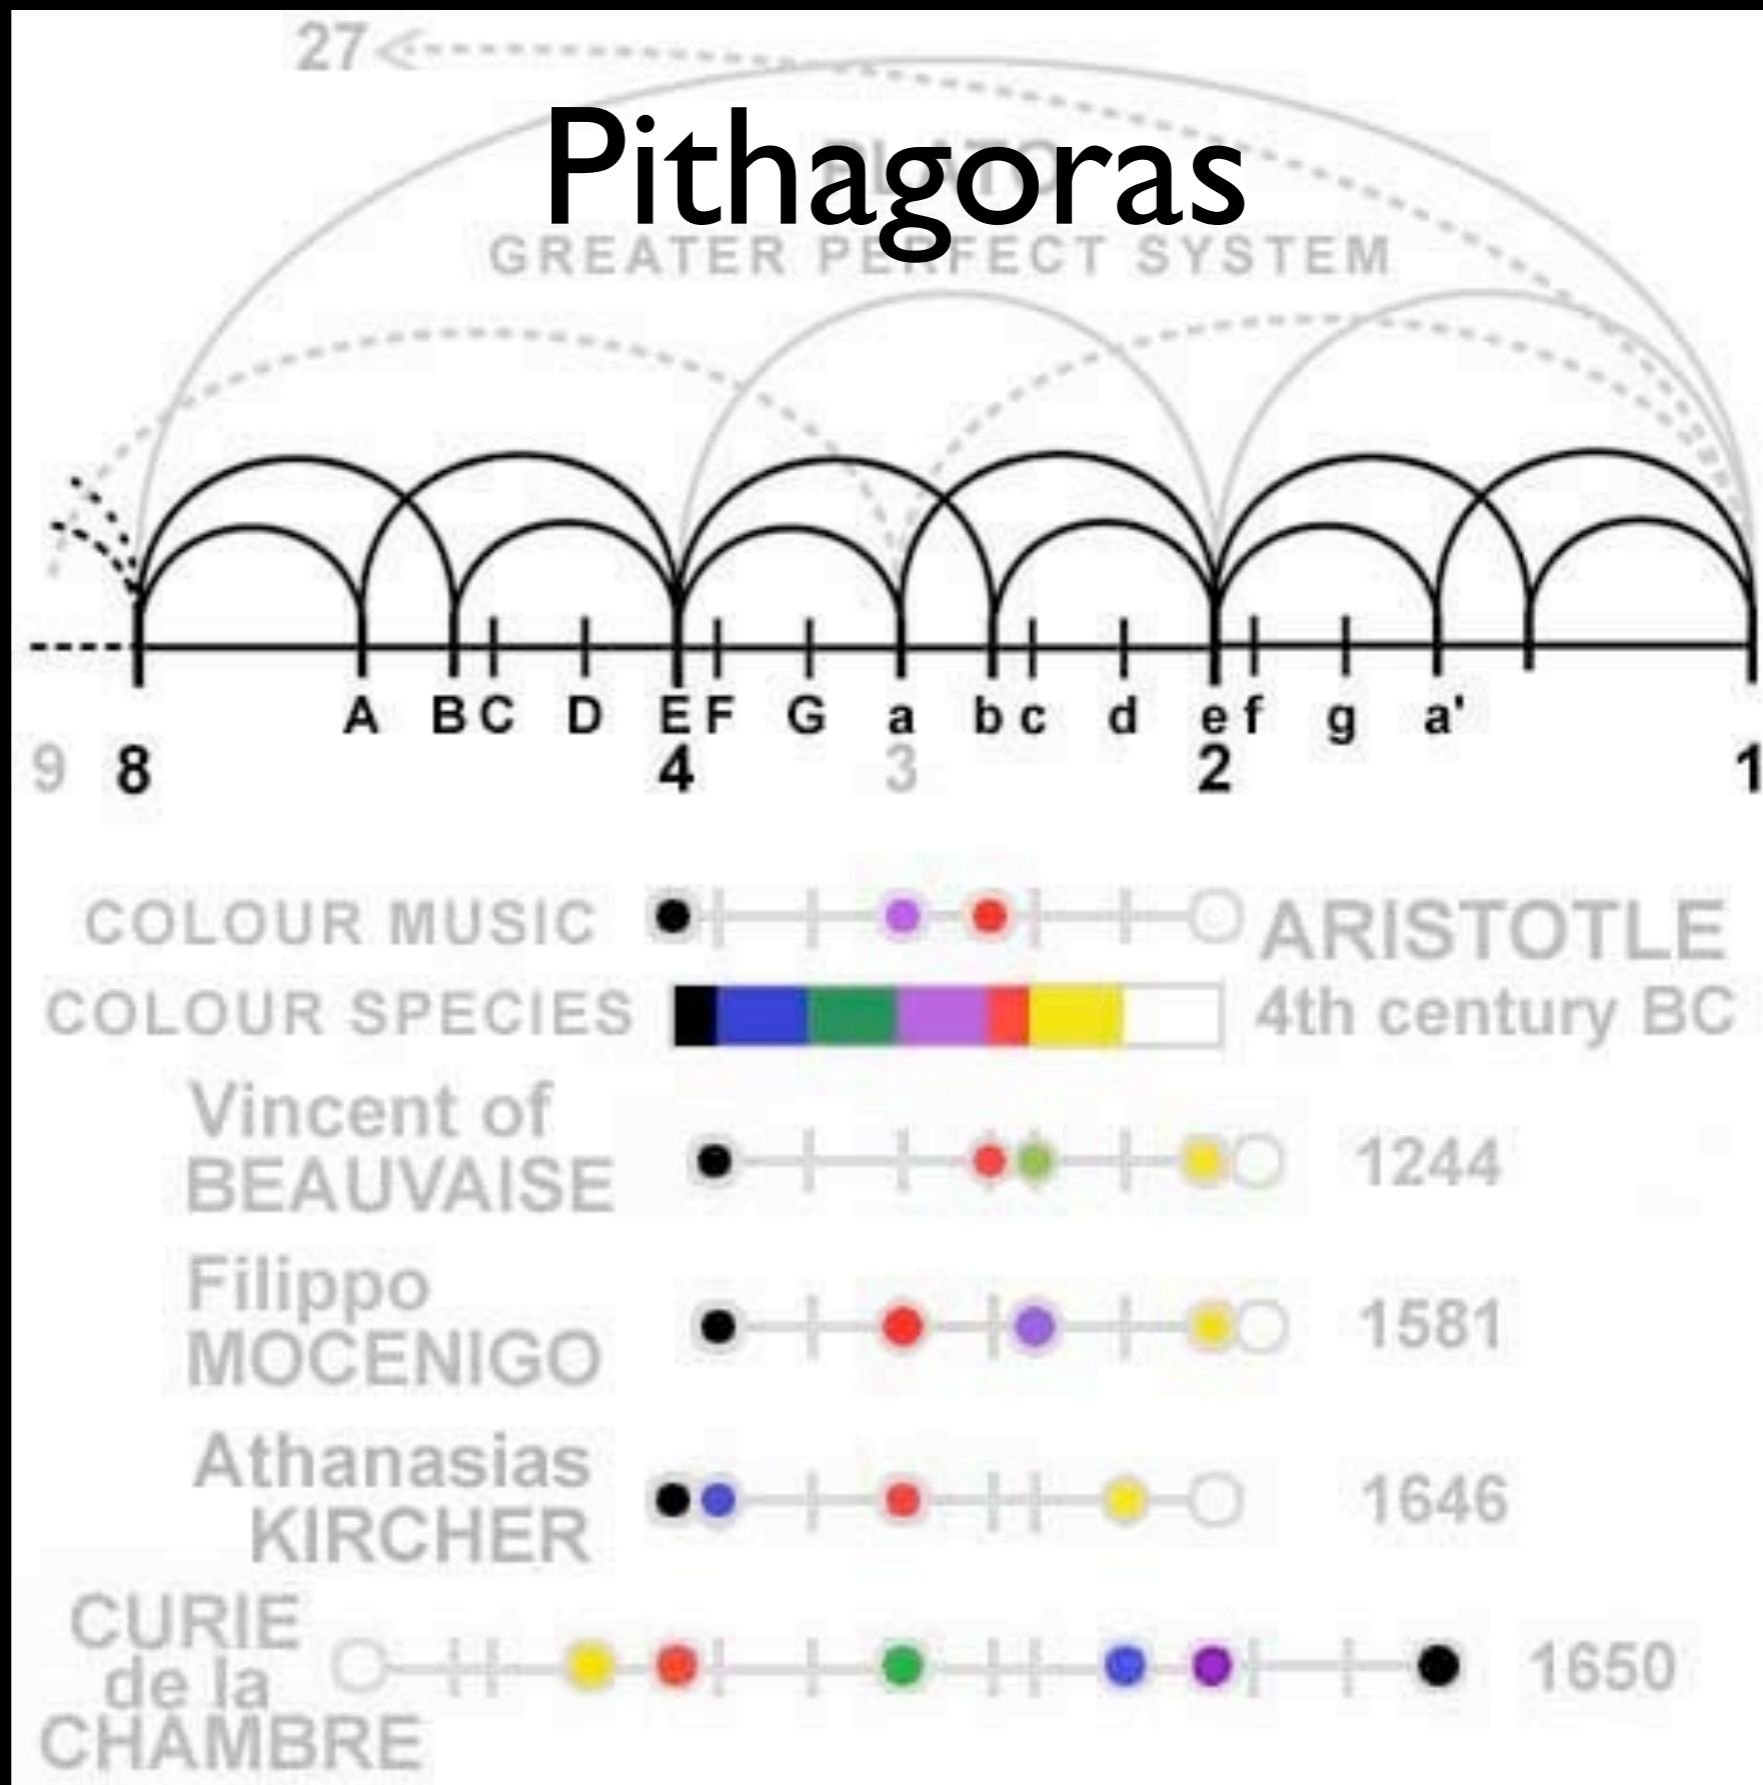 27
PLATO
Pithagoras
GREATER PERFECT SYSTEM
A B C D E F G a b c d e f g a'
9 8 4 3 2 1
COLOUR MUSIC ARISTOTLE
COLOUR SPECIES 4th century BC
Vincent of
BEAUVAISE 1244
Filippo
MOCENIGO 1581
Athanasias
KIRCHER 1646
CURIE
de la 1650
CHAMBRE